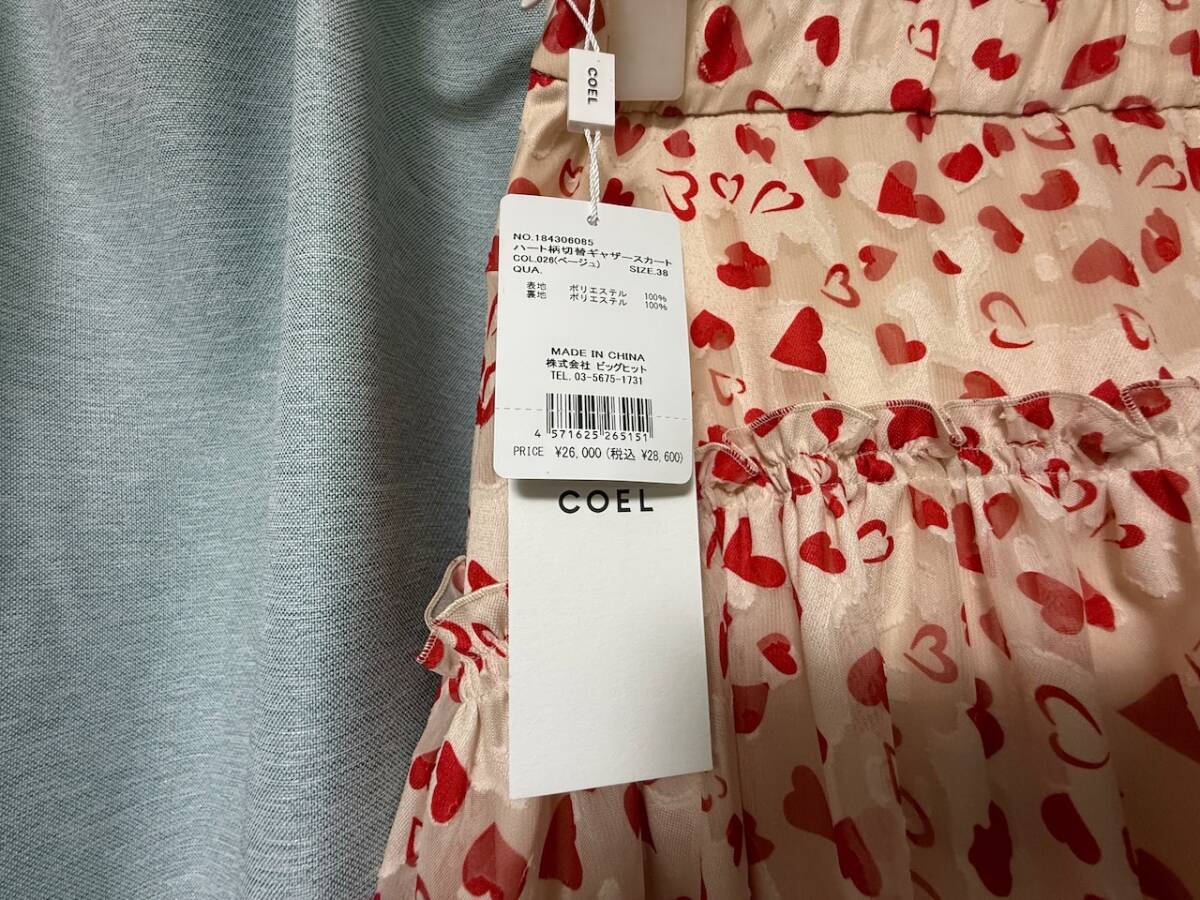 COEL
NO.184306085
ハート柄切替ギャザースカート
COL.026(ベージュ) SIZE.38
QUA.
表地 ポリエステル 100%
裏地 ポリエステル 100%
MADE IN CHINA
株式会社 ビッグヒット
TEL. 03-5675-1731
4 571625 265151
PRICE ¥26,000 (税込 ¥28,600)
COEL